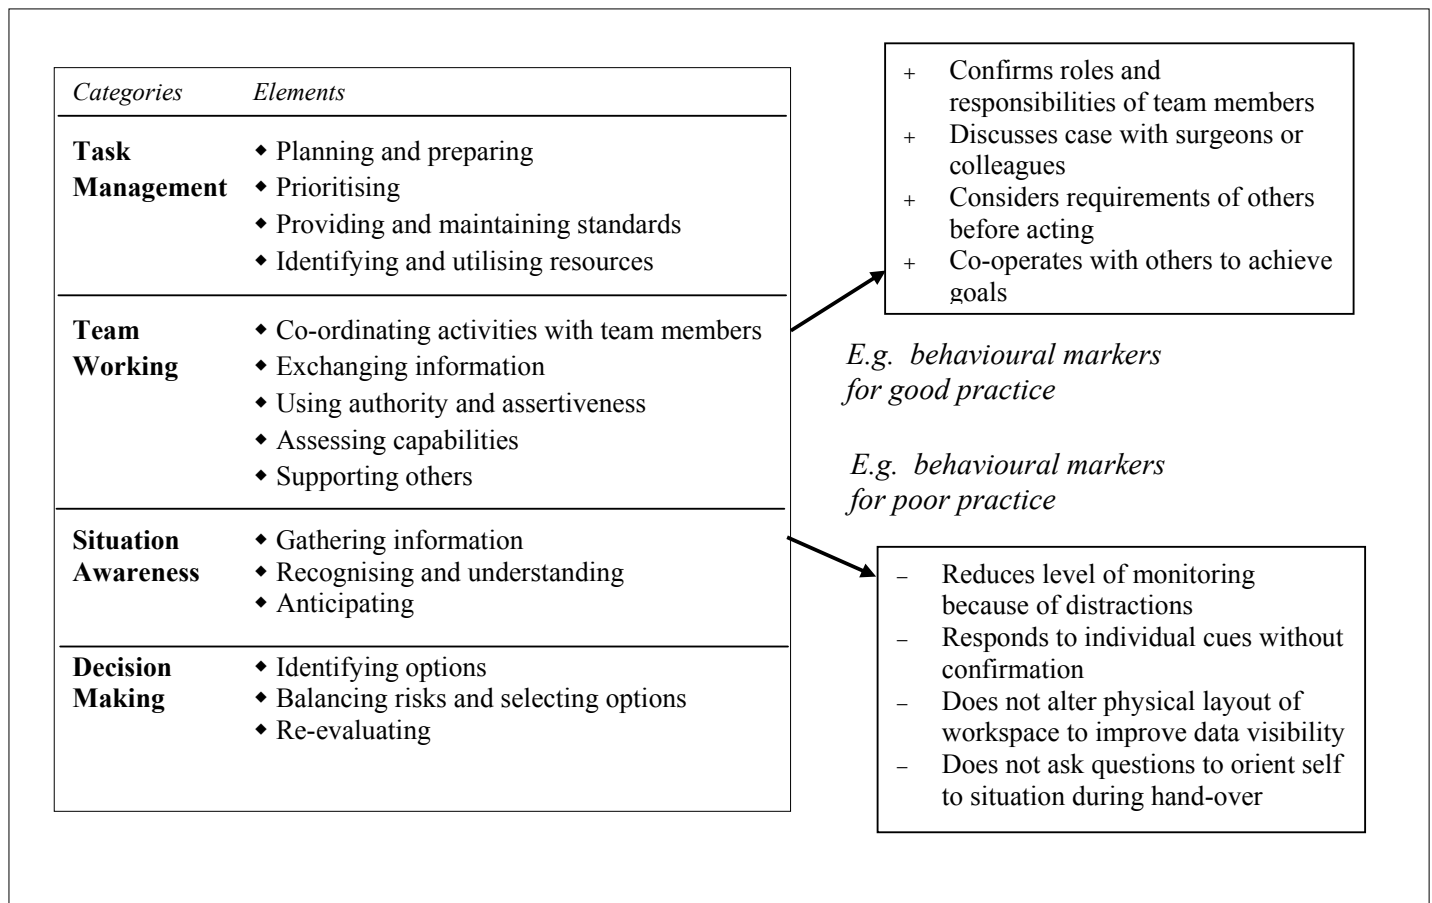 Categories Elements
Task ◆ Planning and preparing
Management ◆ Prioritising
◆ Providing and maintaining standards
◆ Identifying and utilising resources
Team ◆ Co-ordinating activities with team members
Working ◆ Exchanging information
◆ Using authority and assertiveness
◆ Assessing capabilities
◆ Supporting others
Situation ◆ Gathering information
Awareness ◆ Recognising and understanding
◆ Anticipating
Decision ◆ Identifying options
Making ◆ Balancing risks and selecting options
◆ Re-evaluating
+ Confirms roles and
responsibilities of team members
+ Discusses case with surgeons or
colleagues
+ Considers requirements of others
before acting
+ Co-operates with others to achieve
goals
E.g. behavioural markers
for good practice
E.g. behavioural markers
for poor practice
– Reduces level of monitoring
because of distractions
– Responds to individual cues without
confirmation
– Does not alter physical layout of
workspace to improve data visibility
– Does not ask questions to orient self
to situation during hand-over